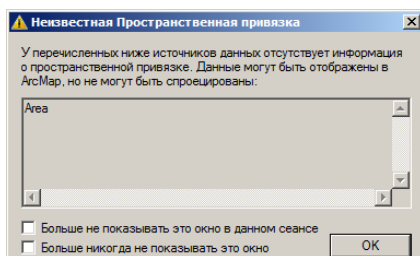 Неизвестная Пространственная привязка
У перечисленных ниже источников данных отсутствует информация
о пространственной привязке. Данные могут быть отображены в
ArcMap, но не могут быть спроецированы:
Area
Больше не показывать это окно в данном сеансе
Больше никогда не показывать это окно
OK